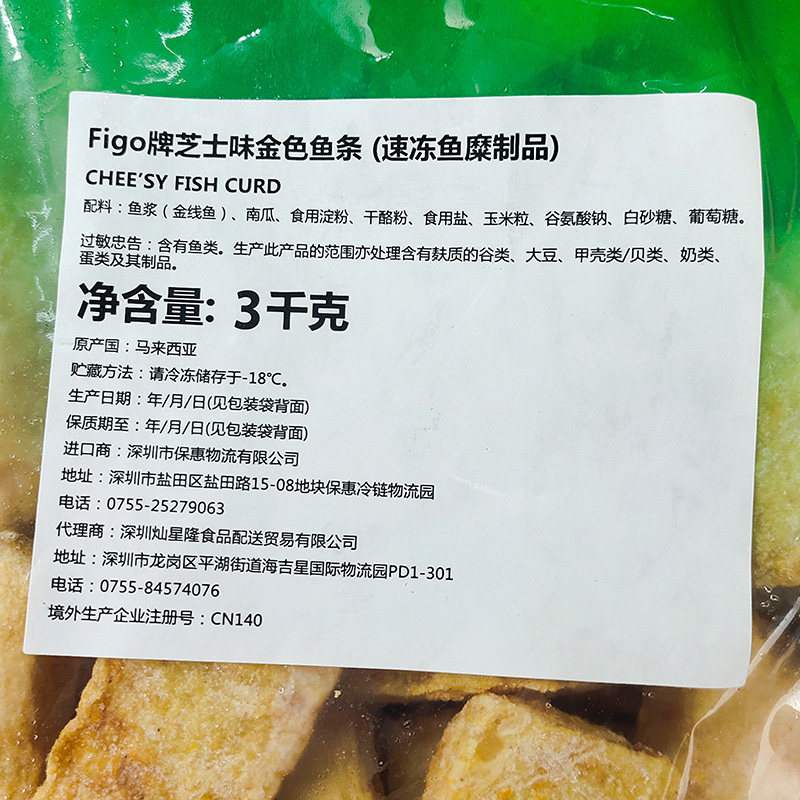 Figo牌芝士味金色鱼条 (速冻鱼糜制品)
CHEE'SY FISH CURD
配料：鱼浆（金线鱼）、南瓜、食用淀粉、干酪粉、食用盐、玉米粒、谷氨酸钠、白砂糖、葡萄糖。
过敏忠告：含有鱼类。生产此产品的范围亦处理含有麸质的谷类、大豆、甲壳类/贝类、奶类、
蛋类及其制品。
净含量: 3千克
原产国：马来西亚
贮藏方法：请冷冻储存于-18℃。
生产日期：年/月/日(见包装袋背面)
保质期至：年/月/日(见包装袋背面)
进口商：深圳市保惠物流有限公司
地址：深圳市盐田区盐田路15-08地块保惠冷链物流园
电话：0755-25279063
代理商：深圳灿星隆食品配送贸易有限公司
地址：深圳市龙岗区平湖街道海吉星国际物流园PD1-301
电话：0755-84574076
境外生产企业注册号：CN140